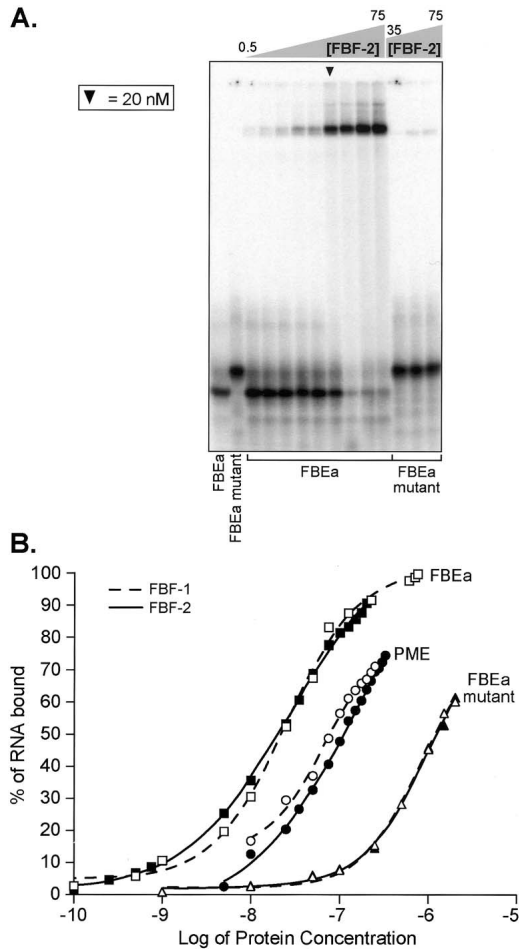 A.
75
75
0.5
35
[FBF-2]
[FBF-2]
▼ = 20 nM
FBEa
FBEa mutant
FBEa
FBEa
mutant
B.
100
90
80
70
60
50
40
30
20
10
0
% of RNA bound
FBF-1
FBF-2
FBEa
PME
FBEa
mutant
-10
-9
-8
-7
-6
-5
Log of Protein Concentration